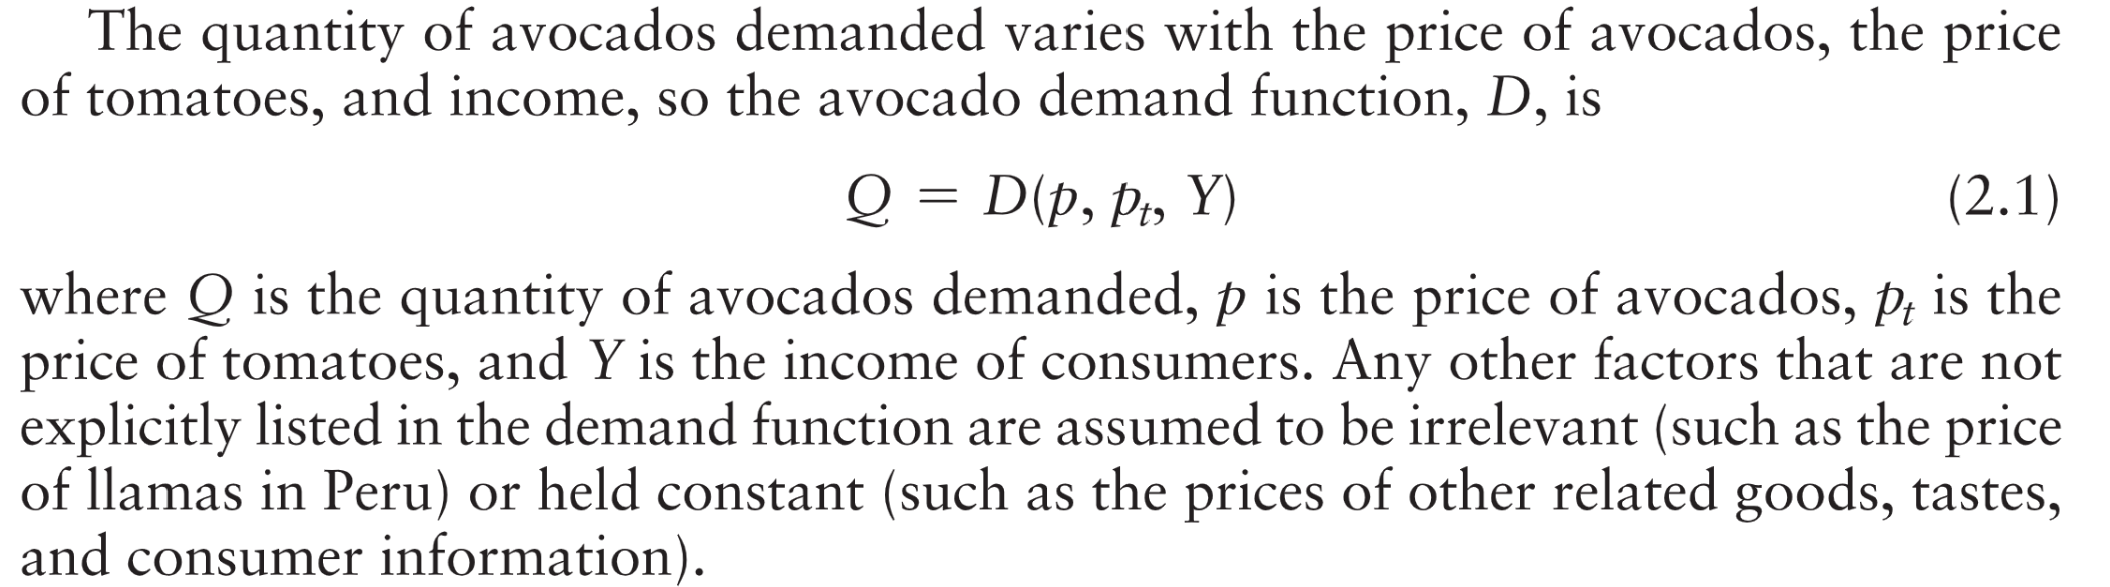 The quantity of avocados demanded varies with the price of avocados, the price
of tomatoes, and income, so the avocado demand function, D, is
Q = D(p, pₜ, Y) (2.1)
where Q is the quantity of avocados demanded, p is the price of avocados, pₜ is the
price of tomatoes, and Y is the income of consumers. Any other factors that are not
explicitly listed in the demand function are assumed to be irrelevant (such as the price
of llamas in Peru) or held constant (such as the prices of other related goods, tastes,
and consumer information).